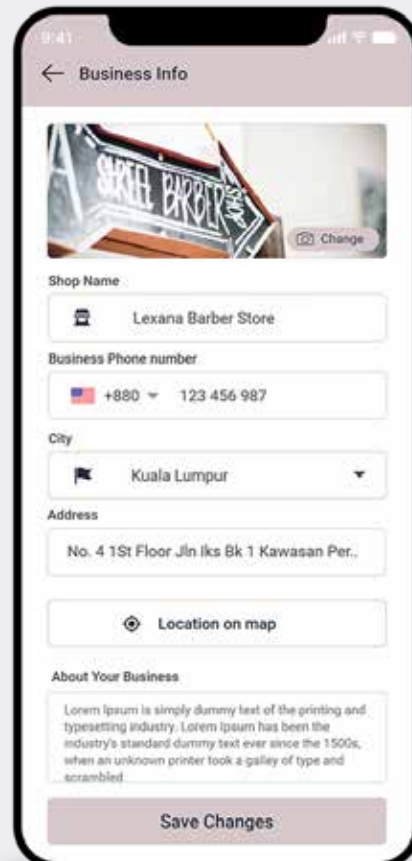 9:41
Business Info
STREET BARBER
SHOP
Change
Shop Name
Lexana Barber Store
Business Phone number
+880 123 456 987
City
Kuala Lumpur
Address
No. 4 1St Floor Jln Iks Bk 1 Kawasan Per..
Location on map
About Your Business
Lorem Ipsum is simply dummy text of the printing and
typesetting industry. Lorem Ipsum has been the
industry's standard dummy text ever since the 1500s,
when an unknown printer took a galley of type and
scrambled
Save Changes